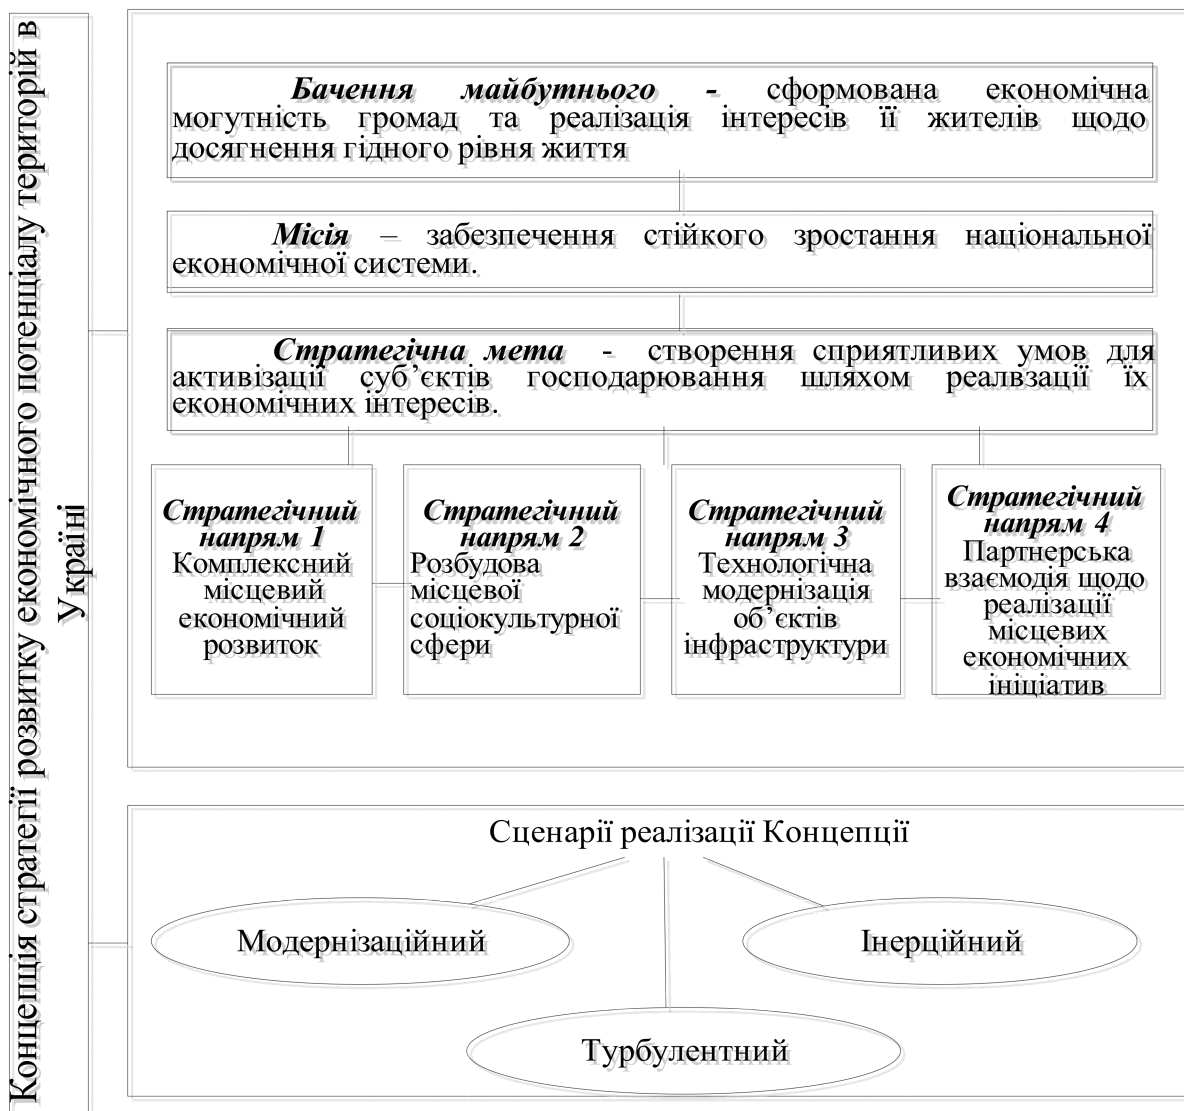 Концепція стратегії розвитку економічного потенціалу територій в
Україні
Бачення майбутнього - сформована економічна
могутність громад та реалізація інтересів її жителів щодо
досягнення гідного рівня життя
Місія – забезпечення стійкого зростання національної
економічної системи.
Стратегічна мета - створення сприятливих умов для
активізації суб’єктів господарювання шляхом реалвзації їх
економічних інтересів.
Стратегічний
напрям 1
Комплексний
місцевий
економічний
розвиток
Стратегічний
напрям 2
Розбудова
місцевої
соціокультурної
сфери
Стратегічний
напрям 3
Технологічна
модернізація
об’єктів
інфраструктури
Стратегічний
напрям 4
Партнерська
взаємодія щодо
реалізації
місцевих
економічних
ініціатив
Сценарії реалізації Концепції
Модернізаційний
Інерційний
Турбулентний